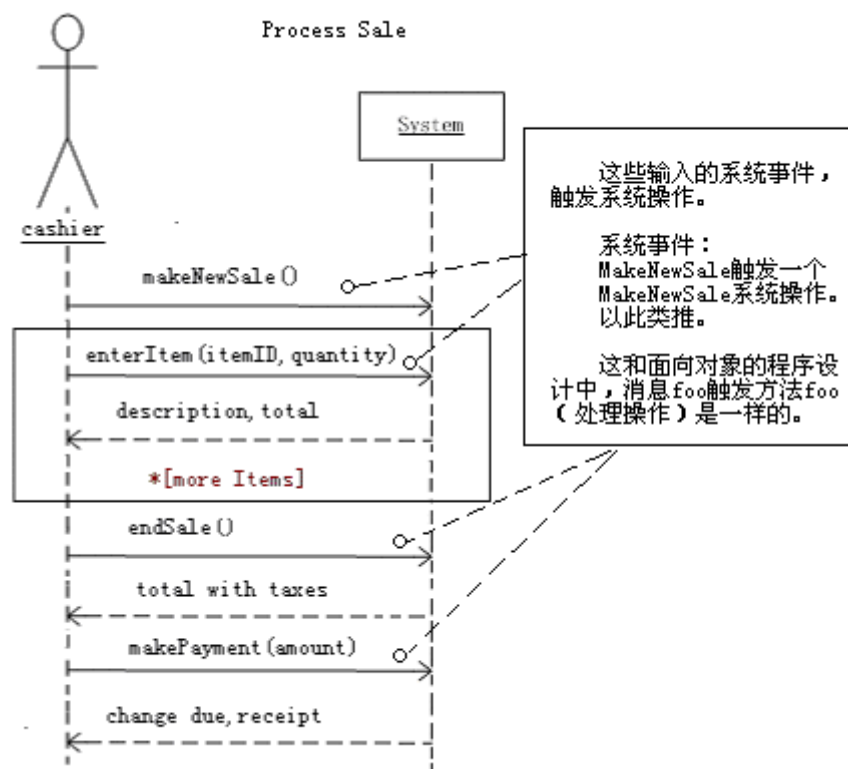 Process Sale
System
cashier
这些输入的系统事件，
触发系统操作。
系统事件：
MakeNewSale触发一个
MakeNewSale系统操作。
以此类推。
这和面向对象的程序设
计中，消息foo触发方法foo
（处理操作）是一样的。
makeNewSale()
enterItem(itemID, quantity)
description, total
*[more Items]
endSale()
total with taxes
makePayment(amount)
change due, receipt